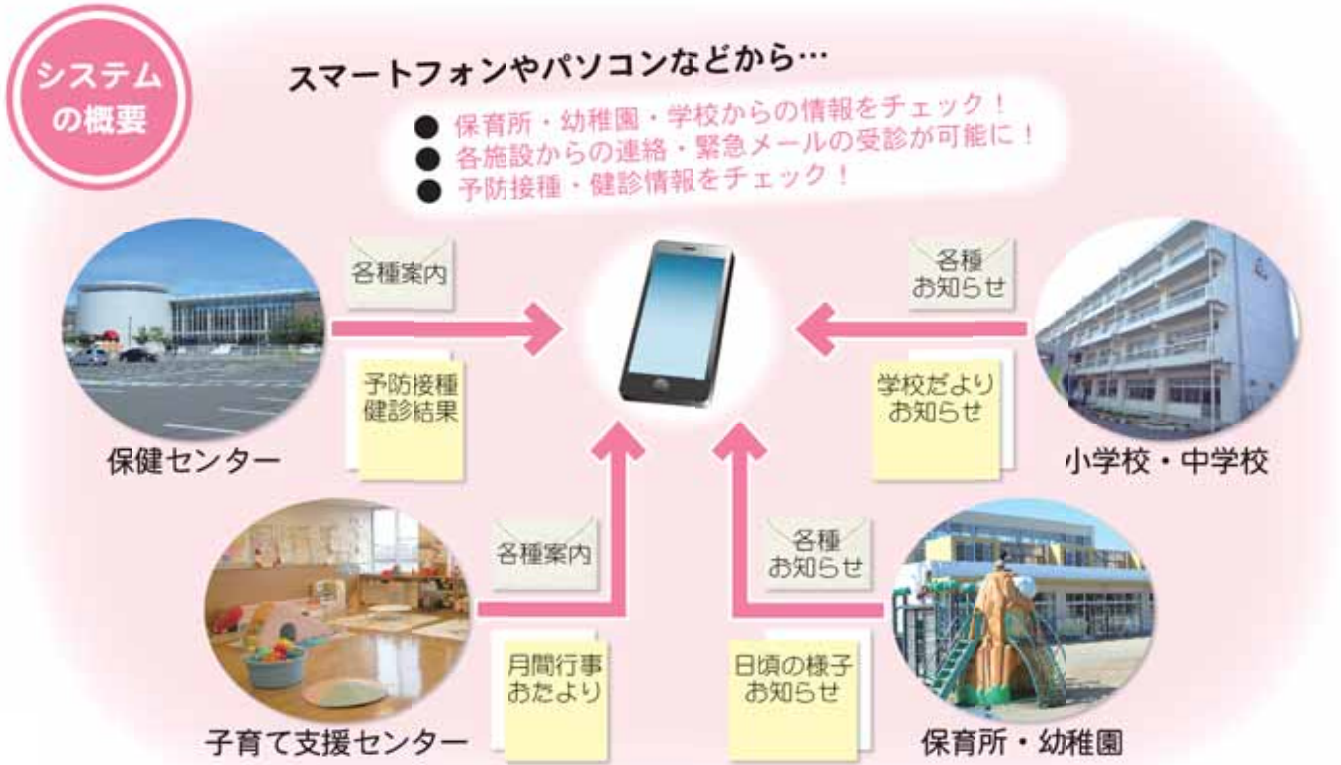 システム
の概要
スマートフォンやパソコンなどから…
● 保育所・幼稚園・学校からの情報をチェック！
● 各施設からの連絡・緊急メールの受診が可能に！
● 予防接種・健診情報をチェック！
各種案内
予防接種
健診結果
保健センター
各種
お知らせ
学校だより
お知らせ
小学校・中学校
各種案内
月間行事
おたより
子育て支援センター
各種
お知らせ
日頃の様子
お知らせ
保育所・幼稚園